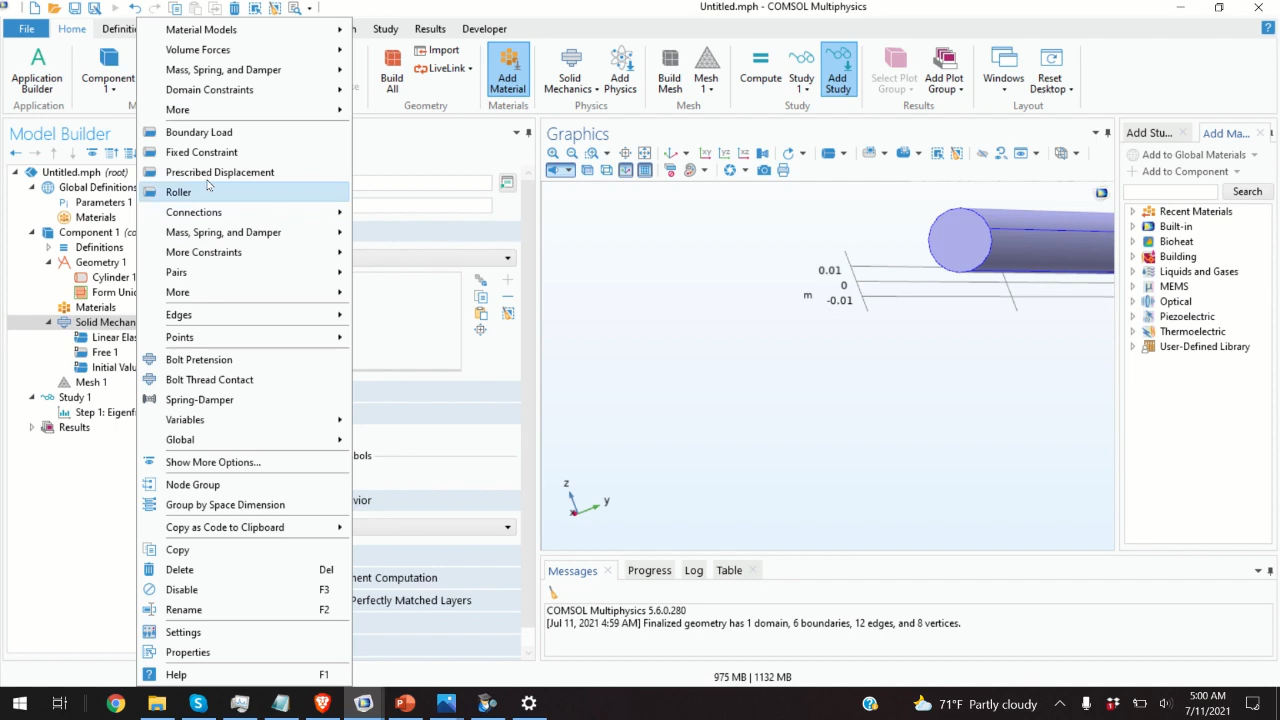 Untitled.mph - COMSOL Multiphysics
File
Home
Definitio
Study
Results
Developer
Application
Builder
Application
Component
1
M
Build
All
Import
LiveLink
Geometry
Add
Material
Materials
Solid
Mechanics
Add
Physics
Physics
Build
Mesh
Mesh
1
Mesh
Compute
Study
1
Add
Study
Study
Select Plot
Group
Add Plot
Group
Results
Windows
Reset
Desktop
Layout
Model Builder
Untitled.mph (root)
Global Definitions
Parameters 1
Materials
Component 1 (co
Definitions
Geometry 1
Cylinder 1
Form Unio
Materials
Solid Mechan
Linear Elas
Free 1
Initial Valu
Mesh 1
Study 1
Step 1: Eigenf
Results
Material Models
Volume Forces
Mass, Spring, and Damper
Domain Constraints
More
Boundary Load
Fixed Constraint
Prescribed Displacement
Roller
Connections
Mass, Spring, and Damper
More Constraints
Pairs
More
Edges
Points
Bolt Pretension
Bolt Thread Contact
Spring-Damper
Variables
Global
Show More Options...
Node Group
Group by Space Dimension
Copy as Code to Clipboard
Copy
Delete Del
Disable F3
Rename F2
Settings
Properties
Help F1
bols
vior
nent Computation
Perfectly Matched Layers
Graphics
0.01
0
m
-0.01
z
y
x
Messages
Progress
Log
Table
COMSOL Multiphysics 5.6.0.280
[Jul 11, 2021 4:59 AM] Finalized geometry has 1 domain, 6 boundaries, 12 edges, and 8 vertices.
975 MB | 1132 MB
Add Stu...
Add Ma...
Add to Global Materials
Add to Component
Search
Recent Materials
Built-in
Bioheat
Building
Liquids and Gases
MEMS
Optical
Piezoelectric
Thermoelectric
User-Defined Library
71°F Partly cloudy
5:00 AM
7/11/2021